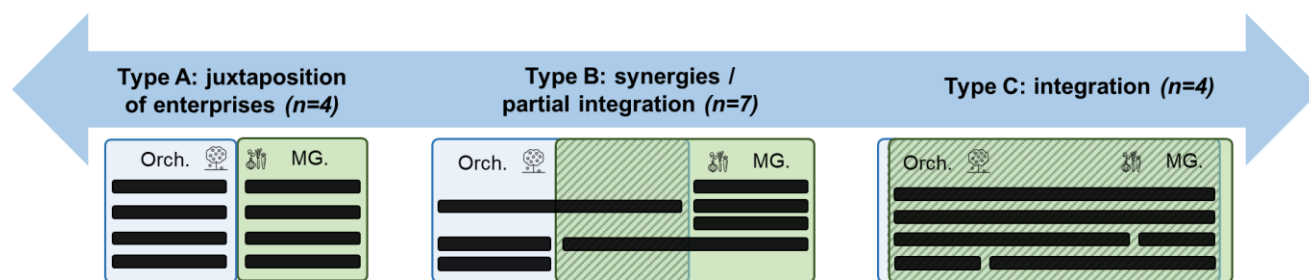 Type A: juxtaposition
of enterprises (n=4)
Type B: synergies /
partial integration (n=7)
Type C: integration (n=4)
Orch. MG.
Orch. MG.
Orch. MG.